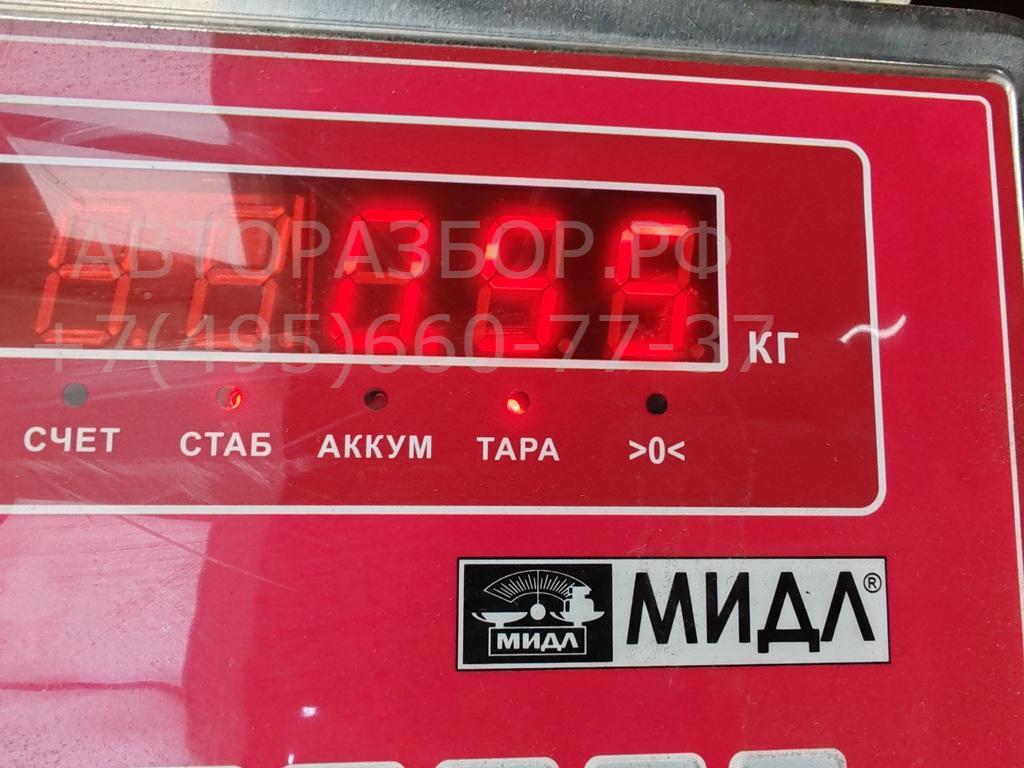 АВТОРАЗБОР.РФ
+7(495)660-77-37
КГ
СЧЕТ СТАБ АККУМ ТАРА >0<
МИДЛ МИДЛ®